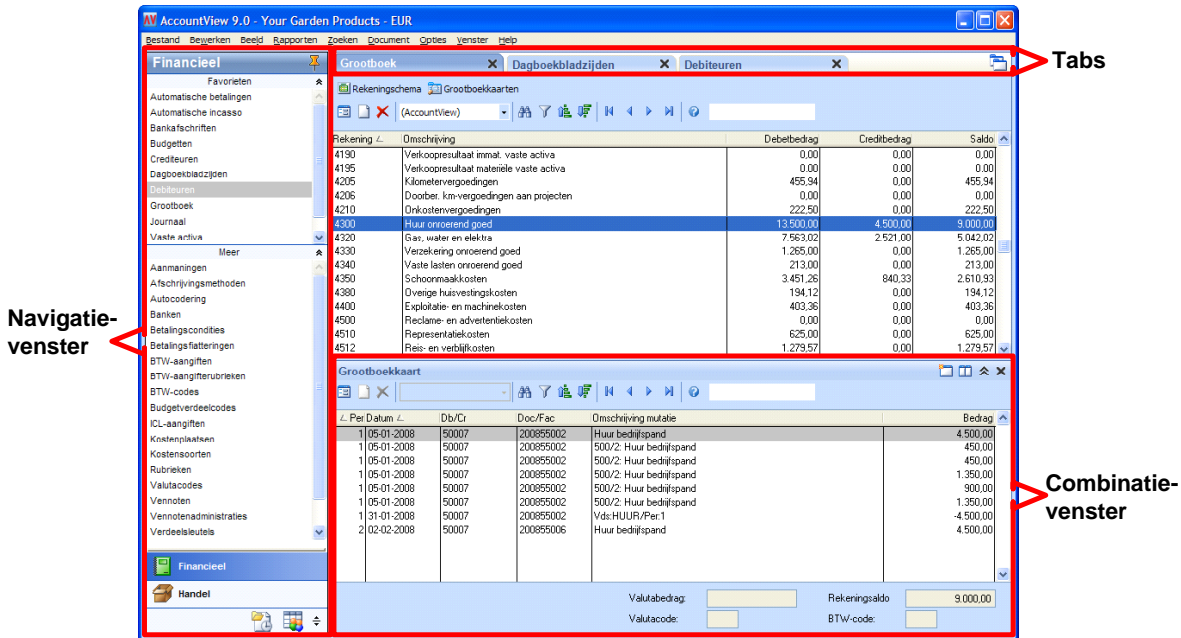 AccountView 9.0 - Your Garden Products - EUR
Bestand Bewerken Beeld Rapporten Zoeken Document Opties Venster Help
Financieel
Favorieten
Automatische betalingen
Automatische incasso
Bankafschriften
Budgetten
Crediteuren
Dagboekbladzijden
Debiteuren
Grootboek
Journaal
Vaste activa
Meer
Aanmaningen
Afschrijvingsmethoden
Autocodering
Banken
Betalingscondities
Betalingsfiatteringen
BTW-aangiften
BTW-aangifterubrieken
BTW-codes
Budgetverdeelcodes
ICL-aangiften
Kostenplaatsen
Kostensoorten
Rubrieken
Valutacodes
Vennoten
Vennotenadministraties
Verdeelsleutels
Financieel
Handel
Navigatie-
venster
Grootboek Dagboekbladzijden Debiteuren
Tabs
Rekeningschema Grootboekkaarten
(AccountView)
Rekening Omschrijving Debetbedrag Creditbedrag Saldo
4190 Verkoopresultaat immat. vaste activa 0,00 0,00 0,00
4195 Verkoopresultaat materiële vaste activa 0,00 0,00 0,00
4205 Kilometervergoedingen 455,94 0,00 455,94
4206 Doorber. km-vergoedingen aan projecten 0,00 0,00 0,00
4210 Onkostenvergoedingen 222,50 0,00 222,50
4300 Huur onroerend goed 13.500,00 4.500,00 9.000,00
4320 Gas, water en elektra 7.563,02 2.521,00 5.042,02
4330 Verzekering onroerend goed 1.265,00 0,00 1.265,00
4340 Vaste lasten onroerend goed 213,00 0,00 213,00
4350 Schoonmaakkosten 3.451,26 840,33 2.610,93
4380 Overige huisvestingskosten 194,12 0,00 194,12
4400 Exploitatie- en machinekosten 403,36 0,00 403,36
4500 Reclame- en advertentiekosten 0,00 0,00 0,00
4510 Representatiekosten 625,00 0,00 625,00
4512 Reis- en verblijfkosten 1.279,57 0,00 1.279,57
Grootboekkaart
Per Datum Db/Cr Doc/Fac Omschrijving mutatie Bedrag
1 05-01-2008 50007 200855002 Huur bedrijfspand 4.500,00
1 05-01-2008 50007 200855002 500/2: Huur bedrijfspand 450,00
1 05-01-2008 50007 200855002 500/2: Huur bedrijfspand 450,00
1 05-01-2008 50007 200855002 500/2: Huur bedrijfspand 1.350,00
1 05-01-2008 50007 200855002 500/2: Huur bedrijfspand 900,00
1 05-01-2008 50007 200855002 500/2: Huur bedrijfspand 1.350,00
1 31-01-2008 50007 200855002 Vds:HUUR/Per:1 -4.500,00
2 02-02-2008 50007 200855006 Huur bedrijfspand 4.500,00
Valutabedrag: Rekeningsaldo 9.000,00
Valutacode: BTW-code:
Combinatie-
venster